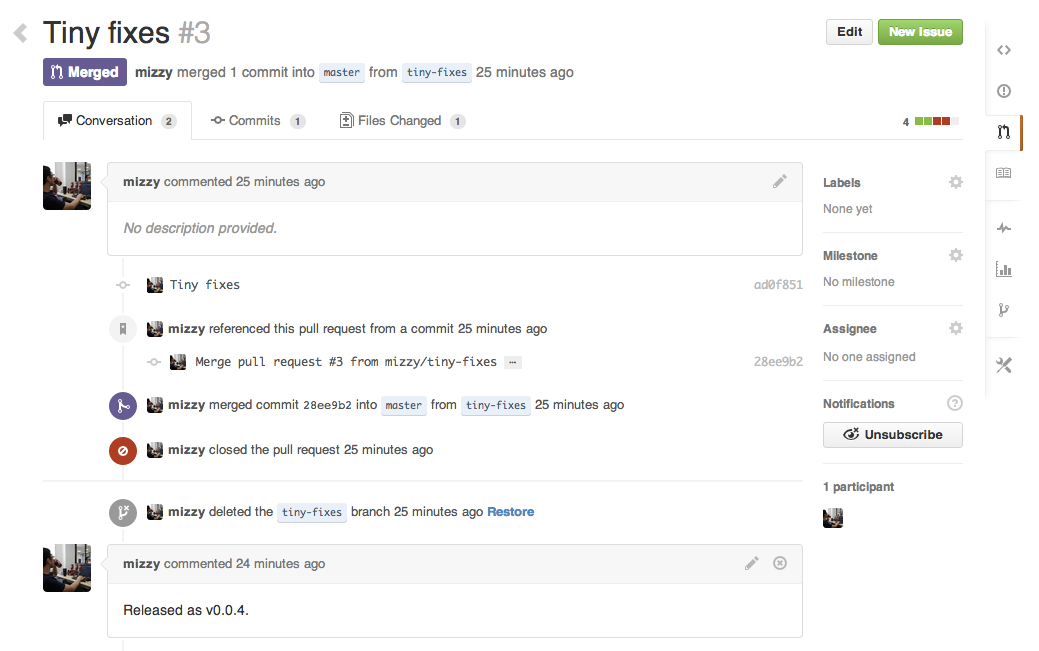 Tiny fixes #3
Edit
New Issue
Merged mizzy merged 1 commit into master from tiny-fixes 25 minutes ago
Conversation 2
Commits 1
Files Changed 1
4
mizzy commented 25 minutes ago
No description provided.
Tiny fixes ad0f851
mizzy referenced this pull request from a commit 25 minutes ago
Merge pull request #3 from mizzy/tiny-fixes … 28ee9b2
mizzy merged commit 28ee9b2 into master from tiny-fixes 25 minutes ago
mizzy closed the pull request 25 minutes ago
mizzy deleted the tiny-fixes branch 25 minutes ago Restore
mizzy commented 24 minutes ago
Released as v0.0.4.
Labels
None yet
Milestone
No milestone
Assignee
No one assigned
Notifications
Unsubscribe
1 participant